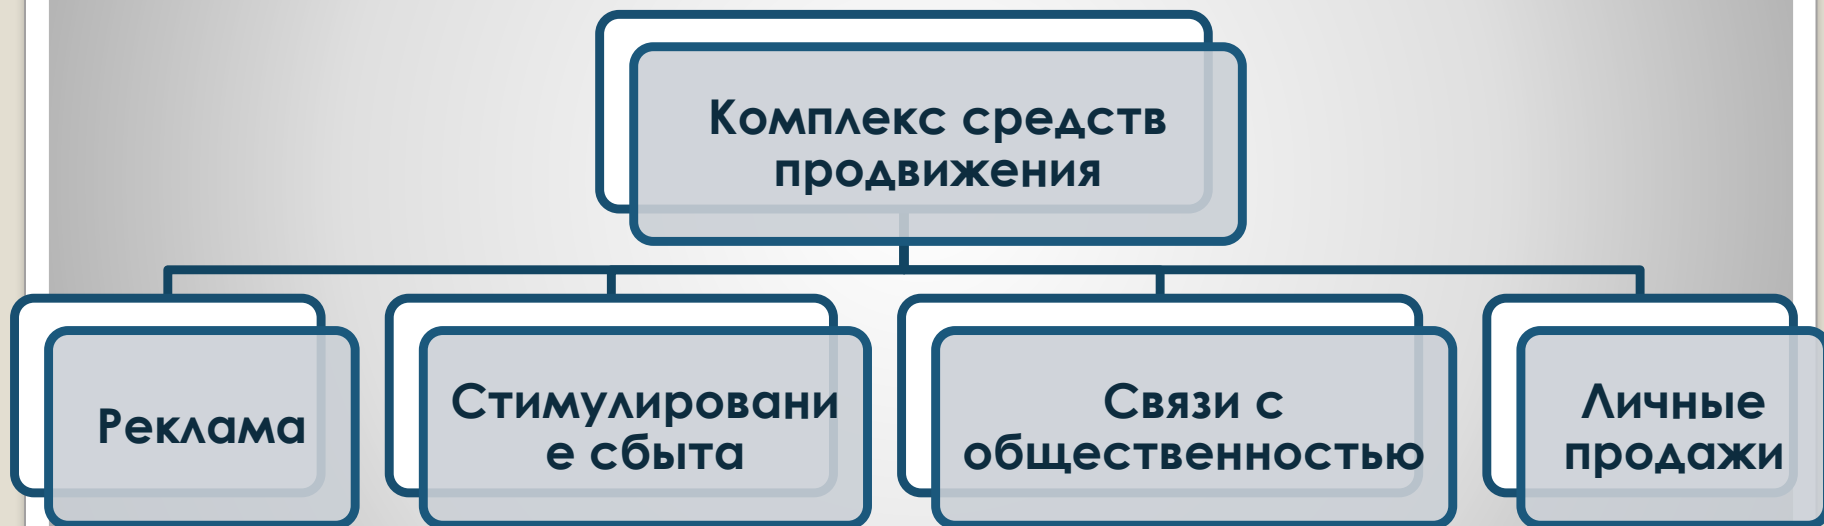 Комплекс средств
продвижения
Реклама
Стимулировани
е сбыта
Связи с
общественностью
Личные
продажи